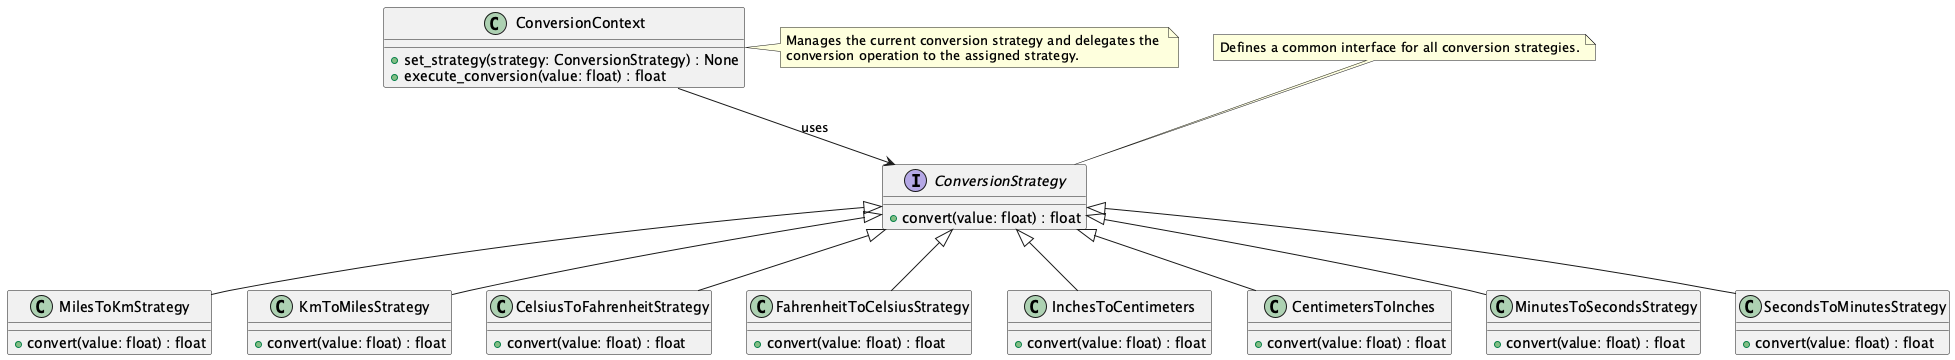 C ConversionContext
set_strategy(strategy: ConversionStrategy) : None
execute_conversion(value: float) : float
Manages the current conversion strategy and delegates the
conversion operation to the assigned strategy.
Defines a common interface for all conversion strategies.
uses
I ConversionStrategy
convert(value: float) : float
C MilesToKmStrategy
convert(value: float) : float
C KmToMilesStrategy
convert(value: float) : float
C CelsiusToFahrenheitStrategy
convert(value: float) : float
C FahrenheitToCelsiusStrategy
convert(value: float) : float
C InchesToCentimeters
convert(value: float) : float
C CentimetersToInches
convert(value: float) : float
C MinutesToSecondsStrategy
convert(value: float) : float
C SecondsToMinutesStrategy
convert(value: float) : float